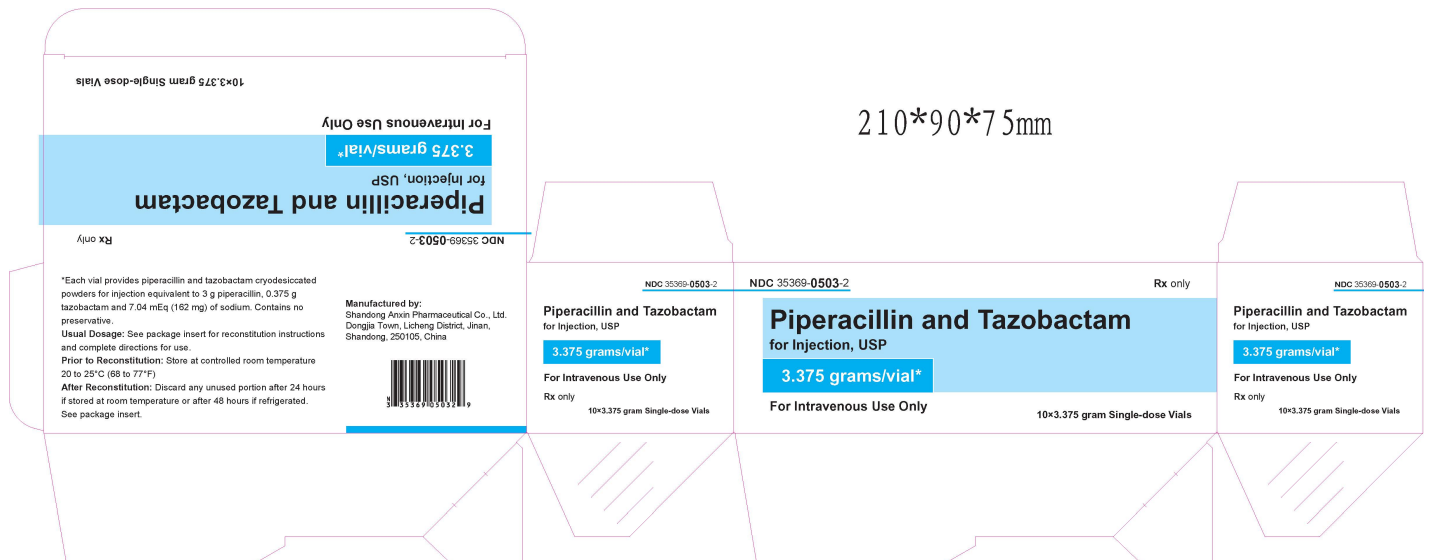 10×3.375 gram Single-dose Vials
For Intravenous Use Only
3.375 grams/vial*
for Injection, USP
Piperacillin and Tazobactam
Rx only
NDC 35369-0503-2
210*90*75mm
*Each vial provides piperacillin and tazobactam cryodesiccated
powders for injection equivalent to 3 g piperacillin, 0.375 g
tazobactam and 7.04 mEq (162 mg) of sodium. Contains no
preservative.
Usual Dosage: See package insert for reconstitution instructions
and complete directions for use.
Prior to Reconstitution: Store at controlled room temperature
20 to 25°C (68 to 77°F)
After Reconstitution: Discard any unused portion after 24 hours
if stored at room temperature or after 48 hours if refrigerated.
See package insert.
Manufactured by:
Shandong Anxin Pharmaceutical Co., Ltd.
Dongjia Town, Licheng District, Jinan,
Shandong, 250105, China
N
3 35369 05032 9
NDC 35369-0503-2
Piperacillin and Tazobactam
for Injection, USP
3.375 grams/vial*
For Intravenous Use Only
Rx only
10×3.375 gram Single-dose Vials
NDC 35369-0503-2
Rx only
Piperacillin and Tazobactam
for Injection, USP
3.375 grams/vial*
For Intravenous Use Only
10×3.375 gram Single-dose Vials
NDC 35369-0503-2
Piperacillin and Tazobactam
for Injection, USP
3.375 grams/vial*
For Intravenous Use Only
Rx only
10×3.375 gram Single-dose Vials